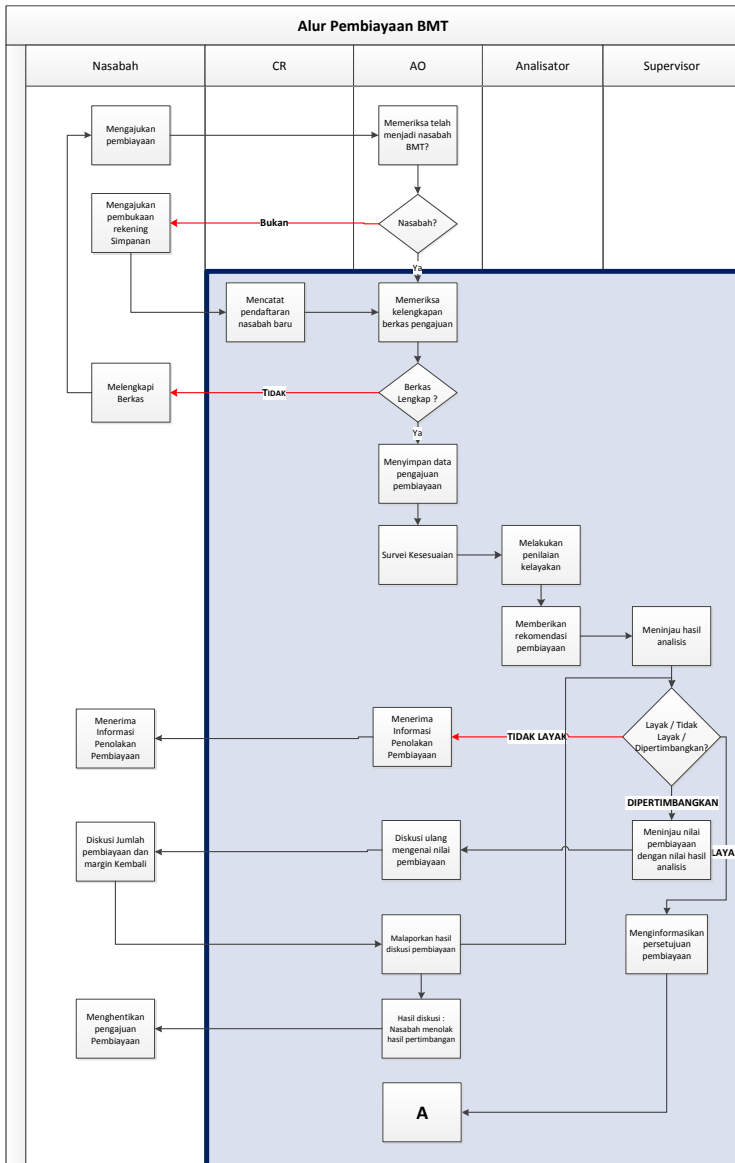 Alur Pembiayaan BMT
Nasabah
CR
AO
Analisator
Supervisor
Mengajukan
pembiayaan
Memeriksa telah
menjadi nasabah
BMT?
Mengajukan
pembukaan
rekening
Simpanan
Bukan
Nasabah?
Ya
Mencatat
pendaftaran
nasabah baru
Memeriksa
kelengkapan
berkas pengajuan
Melengkapi
Berkas
TIDAK
Berkas
Lengkap ?
Ya
Menyimpan data
pengajuan
pembiayaan
Survei Kesesuaian
Melakukan
penilaian
kelayakan
Memberikan
rekomendasi
pembiayaan
Meninjau hasil
analisis
Menerima
Informasi
Penolakan
Pembiayaan
Menerima
Informasi
Penolakan
Pembiayaan
TIDAK LAYAK
Layak / Tidak
Layak /
Dipertimbangkan?
DIPERTIMBANGKAN
Diskusi Jumlah
pembiayaan dan
margin Kembali
Diskusi ulang
mengenai nilai
pembiayaan
Meninjau nilai
pembiayaan
dengan nilai hasil
analisis
LAYA
Malaporkan hasil
diskusi pembiayaan
Menginformasikan
persetujuan
pembiayaan
Menghentikan
pengajuan
Pembiayaan
Hasil diskusi :
Nasabah menolak
hasil pertimbangan
A